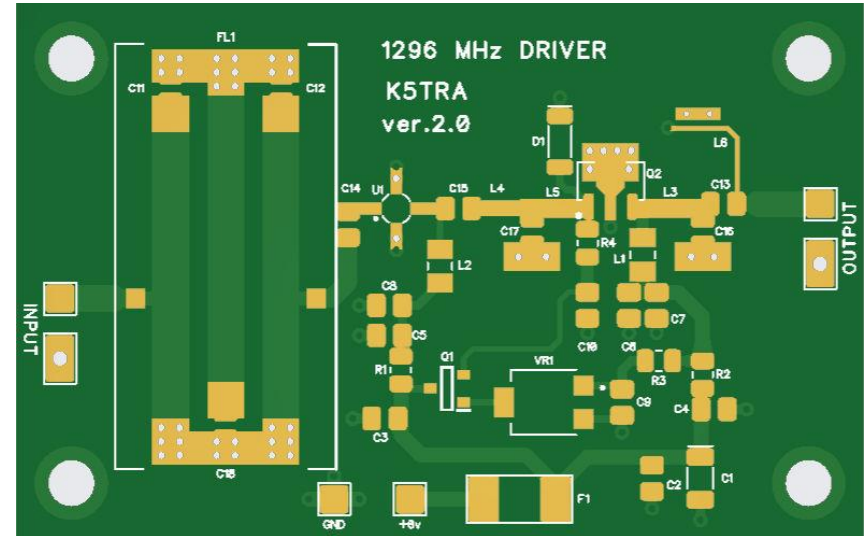 FL1
1296 MHz DRIVER
K5TRA
ver.2.0
C11
C12
D1
L6
Q2
C14
U1
C15
L4
L5
L3
C13
C17
C16
R4
L1
L2
OUTPUT
INPUT
C8
C5
C10
C6
C7
R1
Q1
VR1
R3
R2
C9
C4
C3
C18
C2
C1
F1
GND
+8v